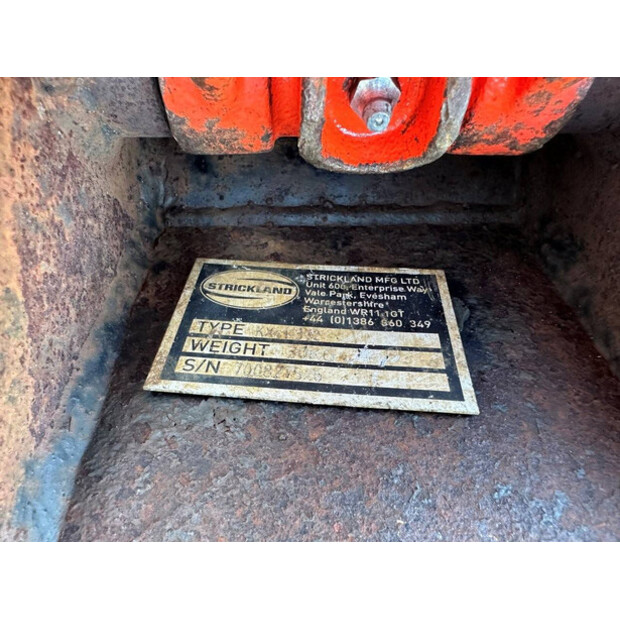 STRICKLAND
STRICKLAND MFG LTD
Unit 600, Enterprise Way
Vale Park, Evesham
Worcestershire
England WR11 1GT
+44 (0)1386 860 349
TYPE
WEIGHT
S/N